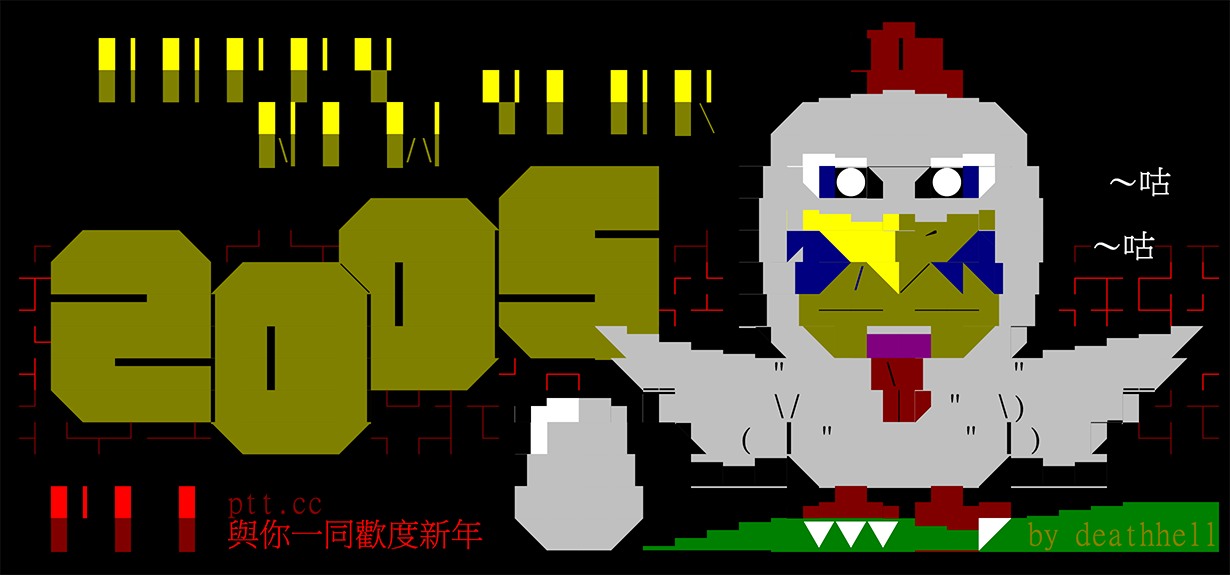 2005
～咕
～咕
ptt.cc
與你一同歡度新年
by deathhell